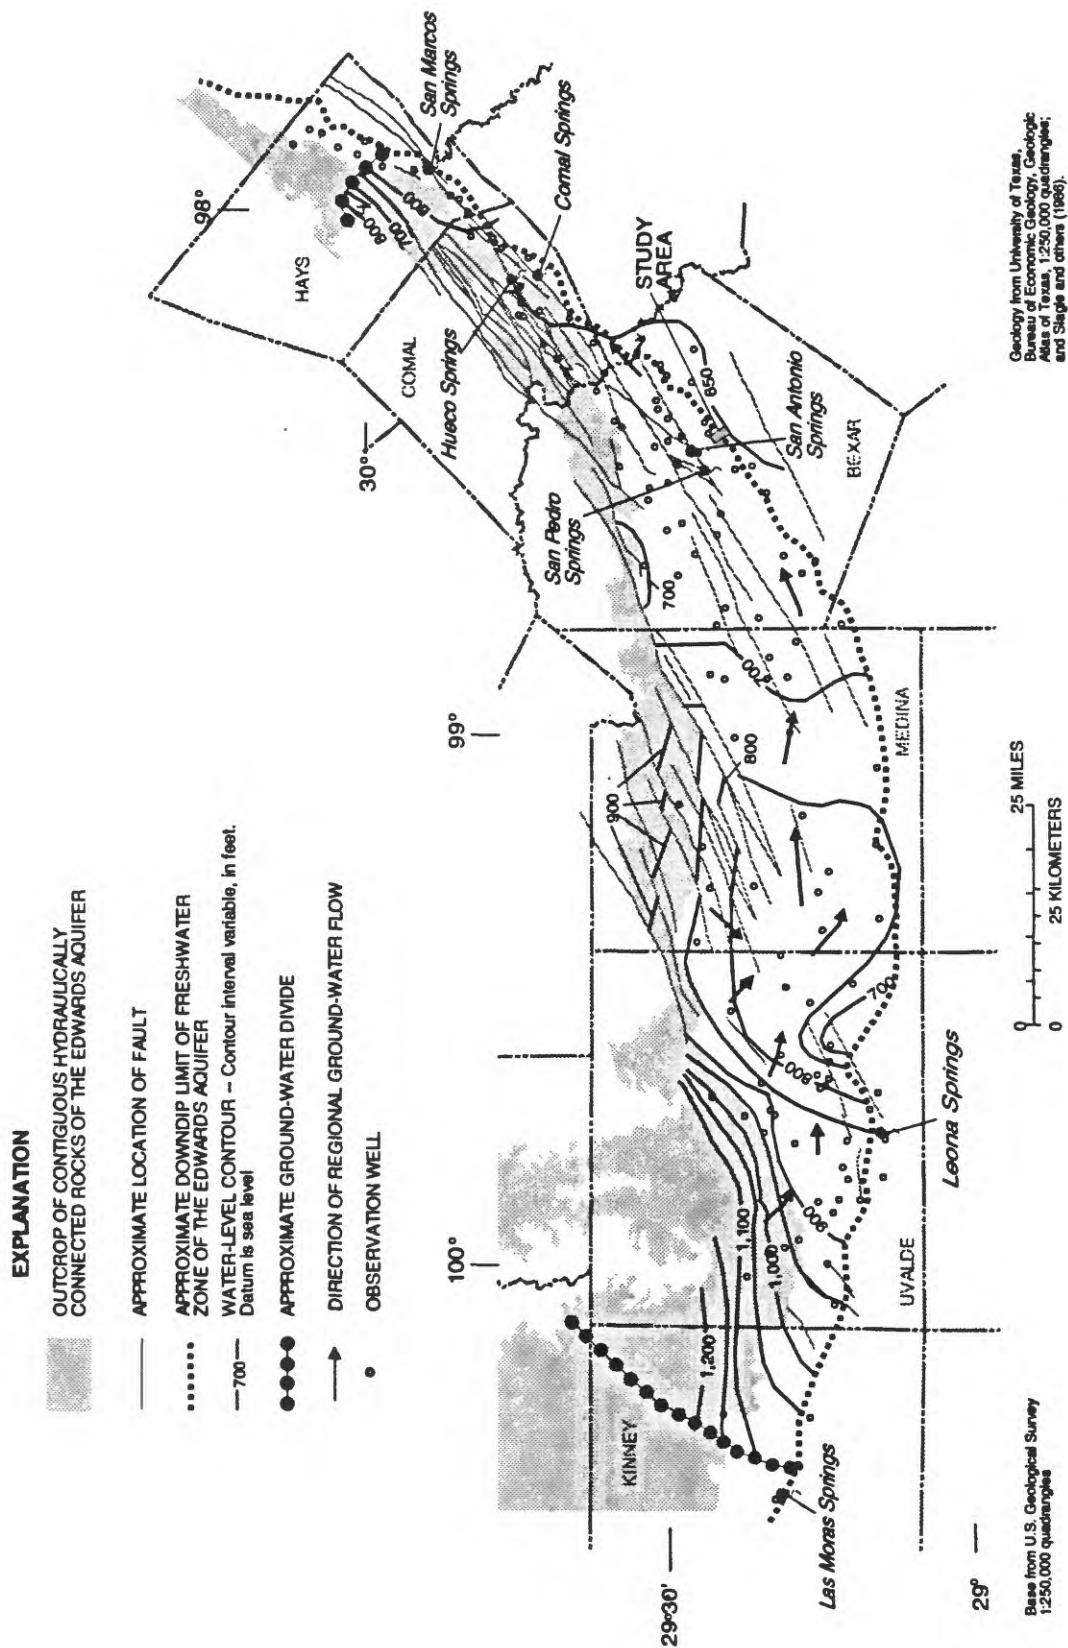 EXPLANATION
OUTCROP OF CONTIGUOUS HYDRAULICALLY
CONNECTED ROCKS OF THE EDWARDS AQUIFER
APPROXIMATE LOCATION OF FAULT
APPROXIMATE DOWNDIP LIMIT OF FRESHWATER
ZONE OF THE EDWARDS AQUIFER
700
WATER-LEVEL CONTOUR -- Contour interval variable, in feet.
Datum is sea level
APPROXIMATE GROUND-WATER DIVIDE
DIRECTION OF REGIONAL GROUND-WATER FLOW
OBSERVATION WELL
100°
99°
98°
30°
29°30'
29°
KINNEY
UVALDE
MEDINA
BEXAR
COMAL
HAYS
Las Moras Springs
Leona Springs
San Pedro
Springs
San Antonio
Springs
Hueco Springs
Comal Springs
San Marcos
Springs
STUDY
AREA
1,200
1,100
1,000
900
800
700
900
800
700
700
650
600
700
800
0 25 MILES
0 25 KILOMETERS
Base from U.S. Geological Survey
1:250,000 quadrangles
Geology from University of Texas,
Bureau of Economic Geology, Geologic
Atlas of Texas, 1:250,000 quadrangles;
and Slagle and others (1986).